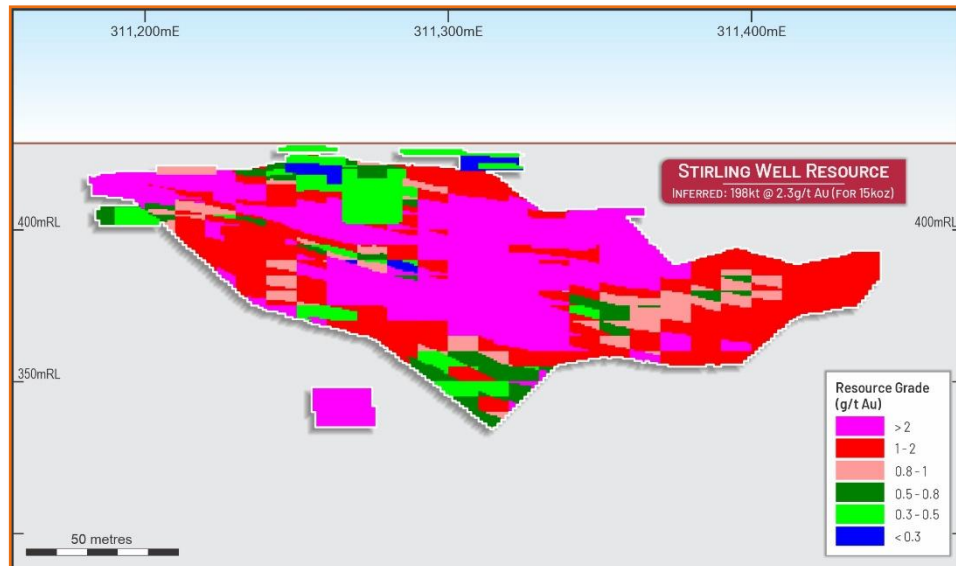 311,200mE
311,300mE
311,400mE
STIRLING WELL RESOURCE
INFERRED: 198kt @ 2.3g/t Au (FOR 15koz)
400mRL
400mRL
350mRL
Resource Grade
(g/t Au)
> 2
1 - 2
0.8 - 1
0.5 - 0.8
0.3 - 0.5
< 0.3
50 metres